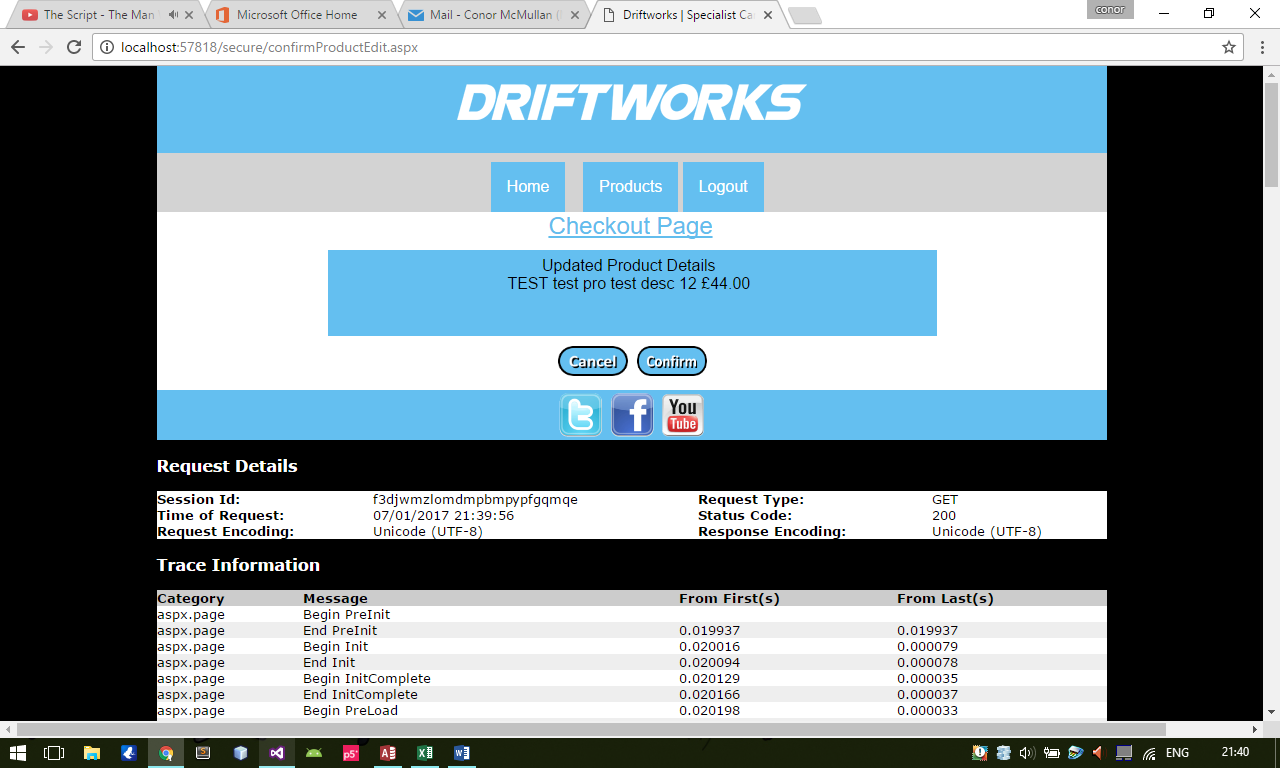 The Script - The Man
Microsoft Office Home
Mail - Conor McMullan
Driftworks | Specialist Ca
conor
localhost:57818/secure/confirmProductEdit.aspx
DRIFTWORKS
Home Products Logout
Checkout Page
Updated Product Details
TEST test pro test desc 12 £44.00
Cancel Confirm
You
Tube
Request Details
Session Id: f3djwmzlomdmpbmpypfgqmqe Request Type: GET
Time of Request: 07/01/2017 21:39:56 Status Code: 200
Request Encoding: Unicode (UTF-8) Response Encoding: Unicode (UTF-8)
Trace Information
Category Message From First(s) From Last(s)
aspx.page Begin PreInit
aspx.page End PreInit 0.019937 0.019937
aspx.page Begin Init 0.020016 0.000079
aspx.page End Init 0.020094 0.000078
aspx.page Begin InitComplete 0.020129 0.000035
aspx.page End InitComplete 0.020166 0.000037
aspx.page Begin PreLoad 0.020198 0.000033
p5*
ENG 21:40